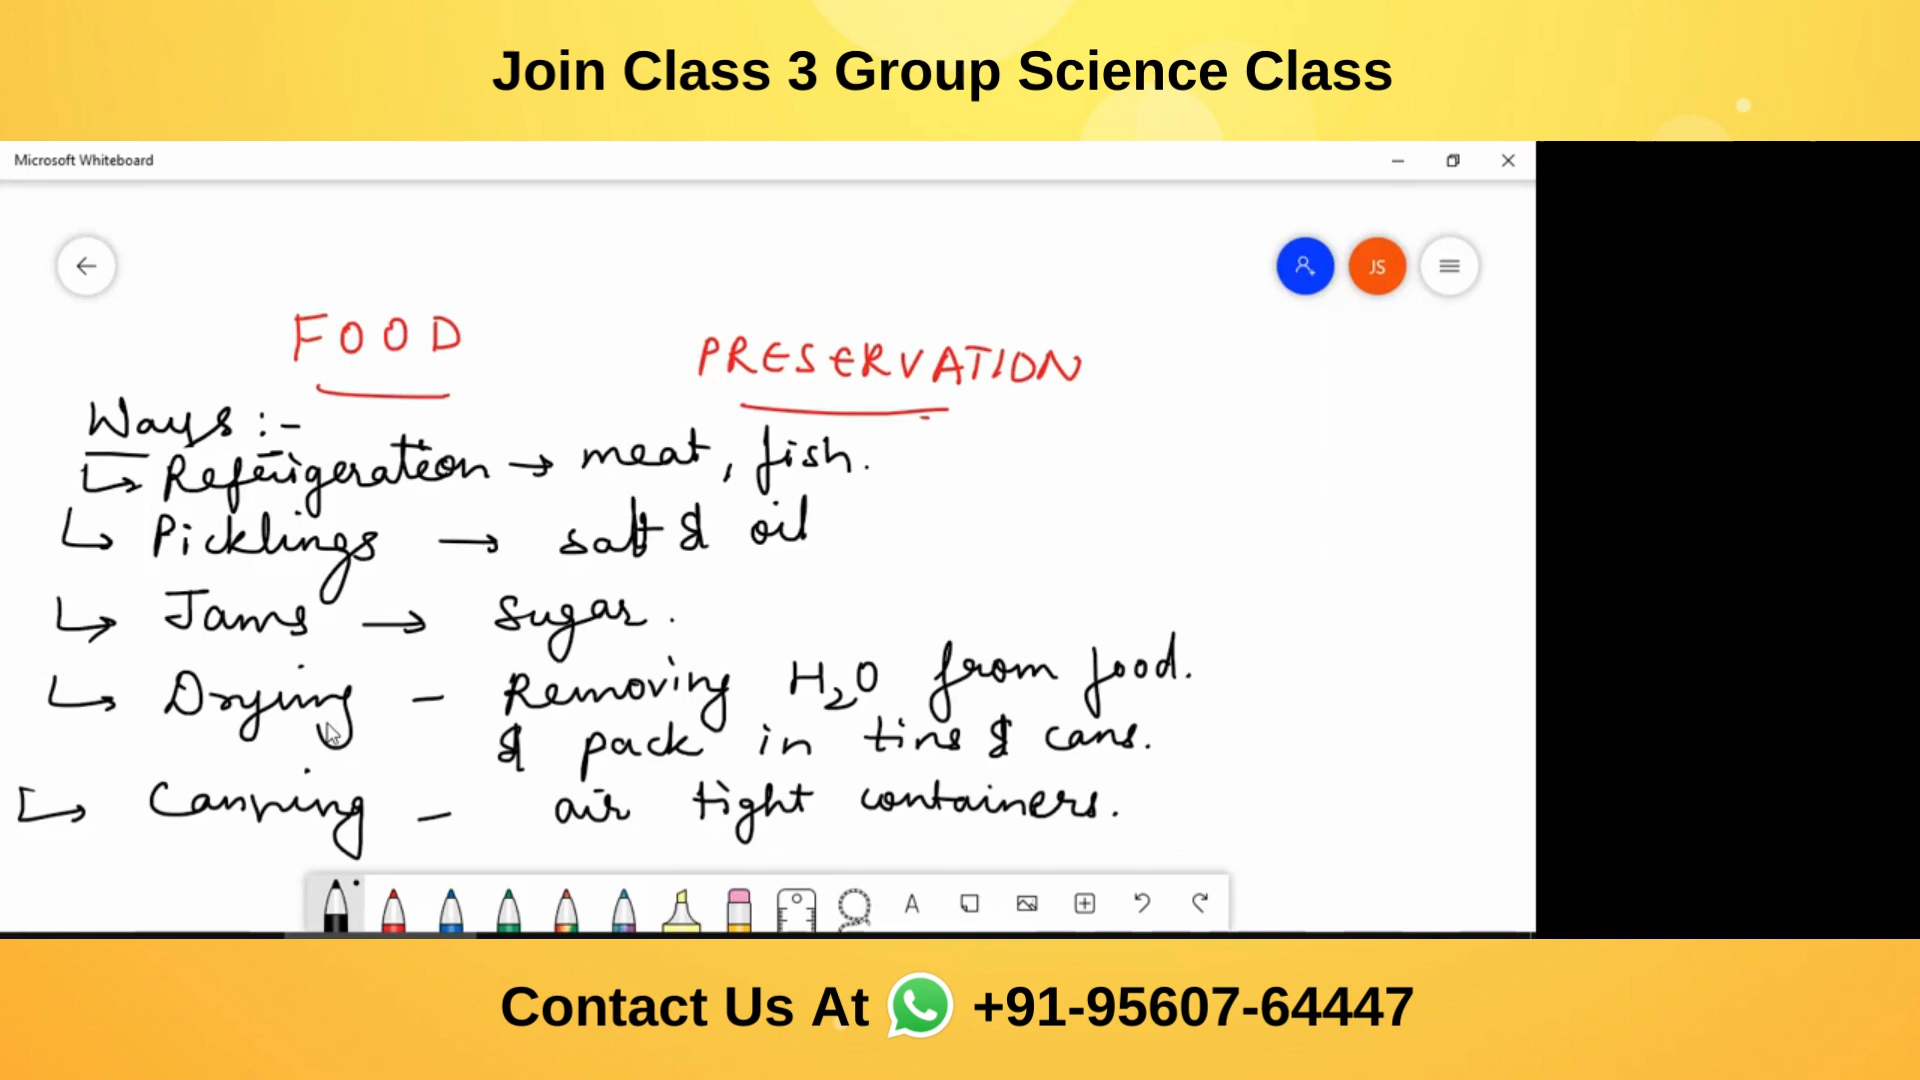 Join Class 3 Group Science Class
Microsoft Whiteboard
JS
FOOD PRESERVATION
Ways :-
↳ Referigeration → meat, fish.
↳ Picklings → salt & oil
↳ Jams → Sugar.
↳ Drying - Removing H₂O from food.
& pack in tins & cans.
↳ Canning - air tight containers.
A
Contact Us At +91-95607-64447